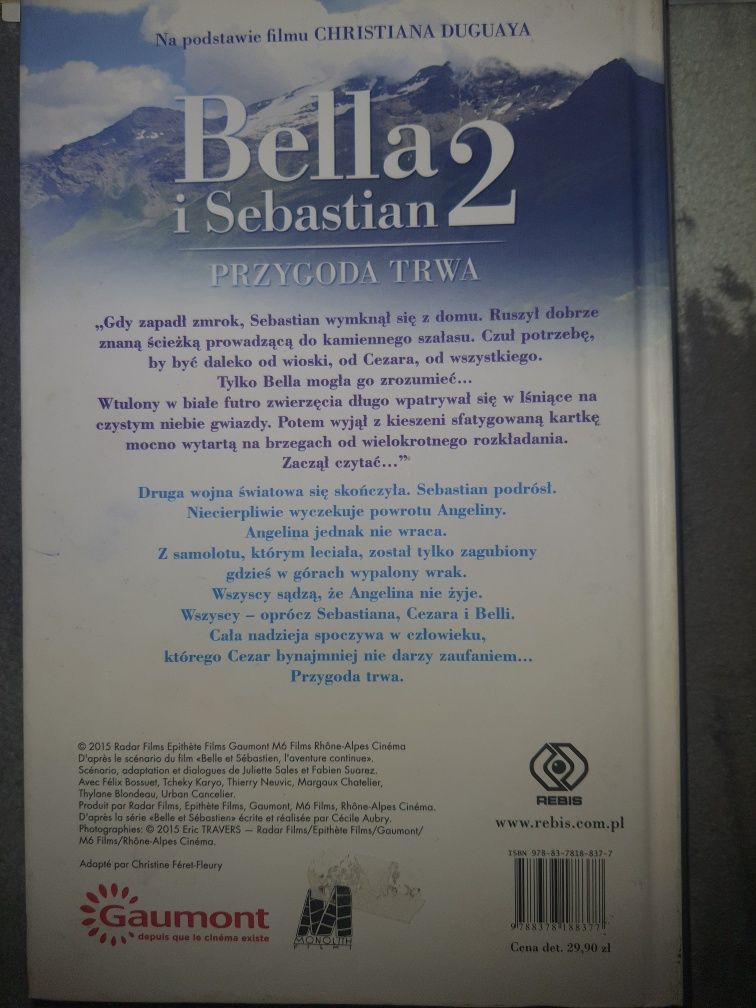 Na podstawie filmu CHRISTIANA DUGUAYA
Bella
i Sebastian 2
PRZYGODA TRWA
„Gdy zapadł zmrok, Sebastian wymknął się z domu. Ruszył dobrze
znaną ścieżką prowadzącą do kamiennego szałasu. Czuł potrzebę,
by być daleko od wioski, od Cezara, od wszystkiego.
Tylko Bella mogła go zrozumieć...
Wtulony w białe futro zwierzęcia długo wpatrywał się w lśniące na
czystym niebie gwiazdy. Potem wyjął z kieszeni sfatygowaną kartkę
mocno wytartą na brzegach od wielokrotnego rozkładania.
Zaczął czytać...”
Druga wojna światowa się skończyła. Sebastian podrósł.
Niecierpliwie wyczekuje powrotu Angeliny.
Angelina jednak nie wraca.
Z samolotu, którym leciała, został tylko zagubiony
gdzieś w górach wypalony wrak.
Wszyscy sądzą, że Angelina nie żyje.
Wszyscy – oprócz Sebastiana, Cezara i Belli.
Cała nadzieja spoczywa w człowieku,
którego Cezar bynajmniej nie darzy zaufaniem...
Przygoda trwa.
© 2015 Radar Films Epithète Films Gaumont M6 Films Rhône-Alpes Cinéma
D'après le scénario du film «Belle et Sébastien, l'aventure continue».
Scénario, adaptation et dialogues de Juliette Sales et Fabien Suarez.
Avec Félix Bossuet, Tcheky Karyo, Thierry Neuvic, Margaux Chatelier,
Thylane Blondeau, Urban Cancelier.
Produit par Radar Films, Epithète Films, Gaumont, M6 Films, Rhône-Alpes Cinéma.
D'après la série «Belle et Sébastien» écrite et réalisée par Cécile Aubry.
Photographies: © 2015 Eric TRAVERS — Radar Films/Epithète Films/Gaumont/
M6 Films/Rhône-Alpes Cinéma.
Adapté par Christine Féret-Fleury
Gaumont
depuis que le cinéma existe
MONOLITH
FILMS
REBIS
www.rebis.com.pl
ISBN 978-83-7818-837-7
9 788378 188377
Cena det. 29,90 zł